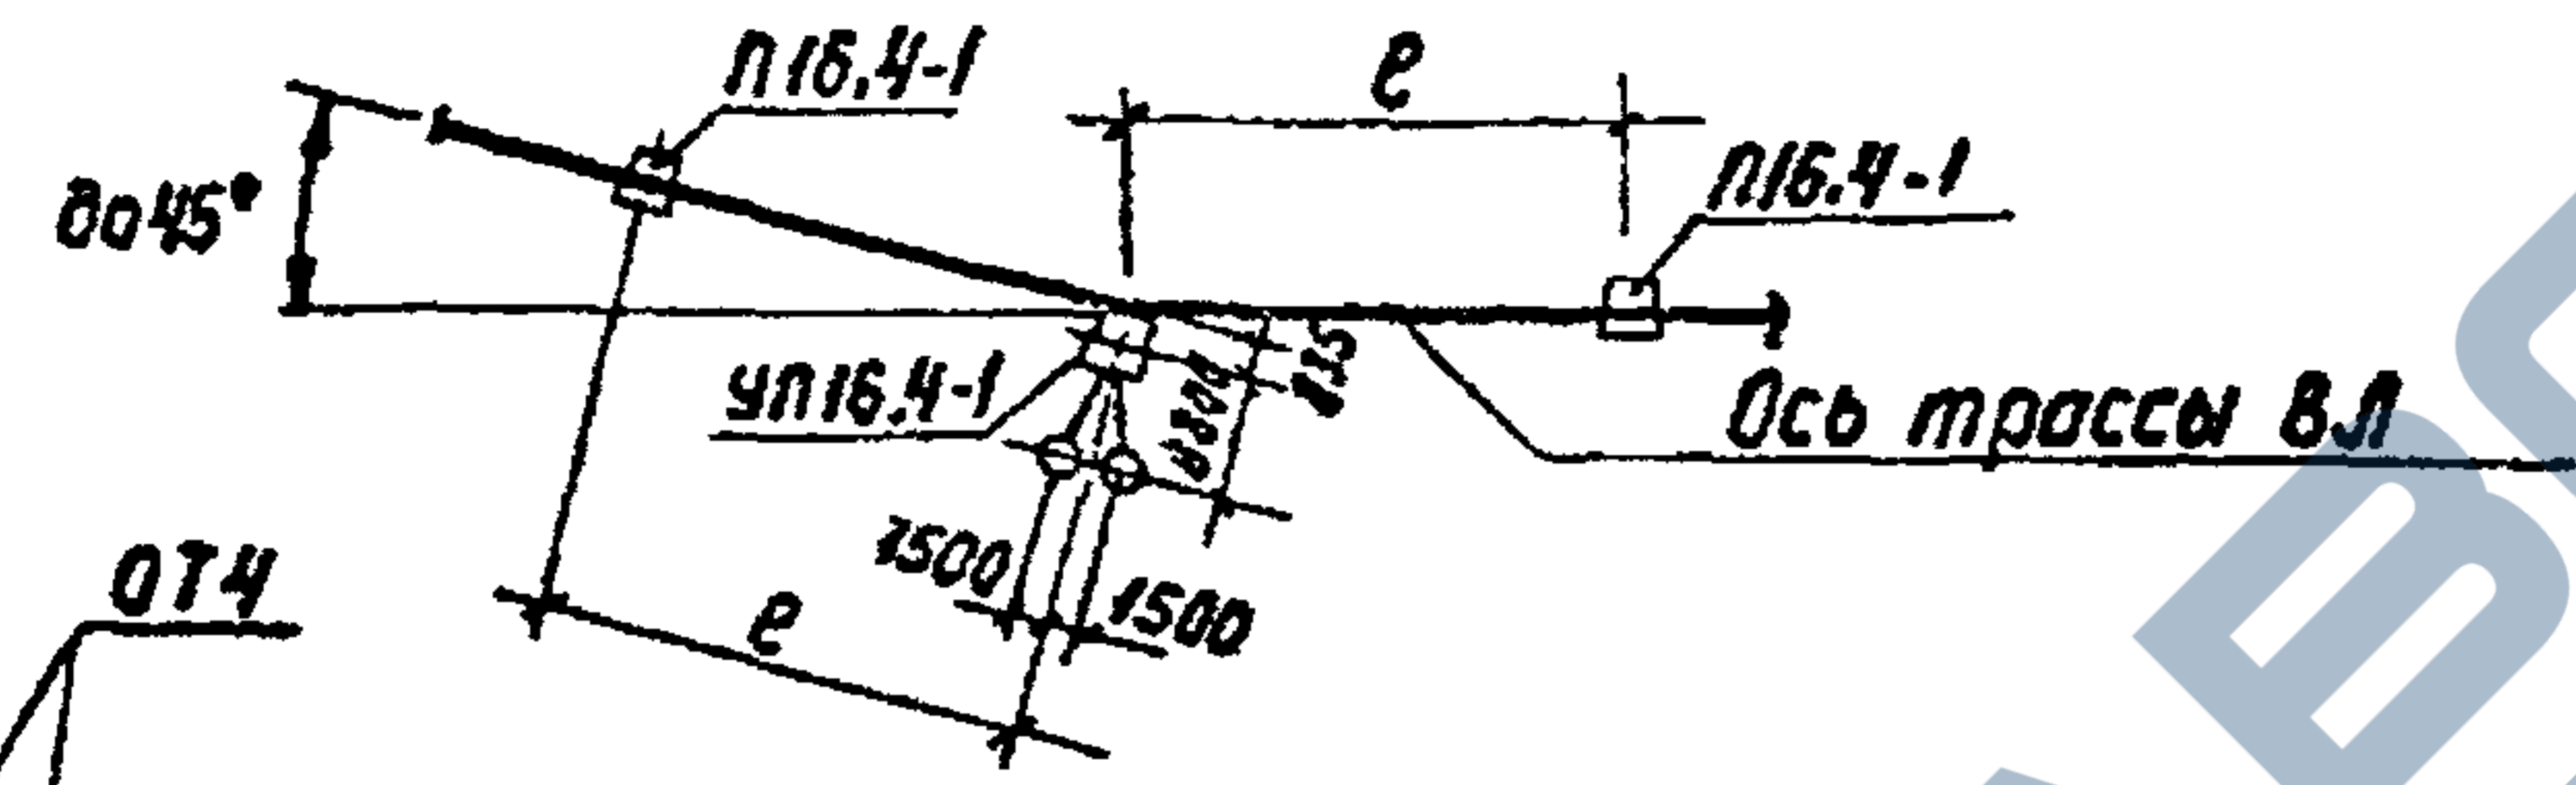 П16.4-1
е
П16.4-1
до 45°
УП16.4-1
115
Ось трассы ВЛ
1500
1500
ОТ4
е